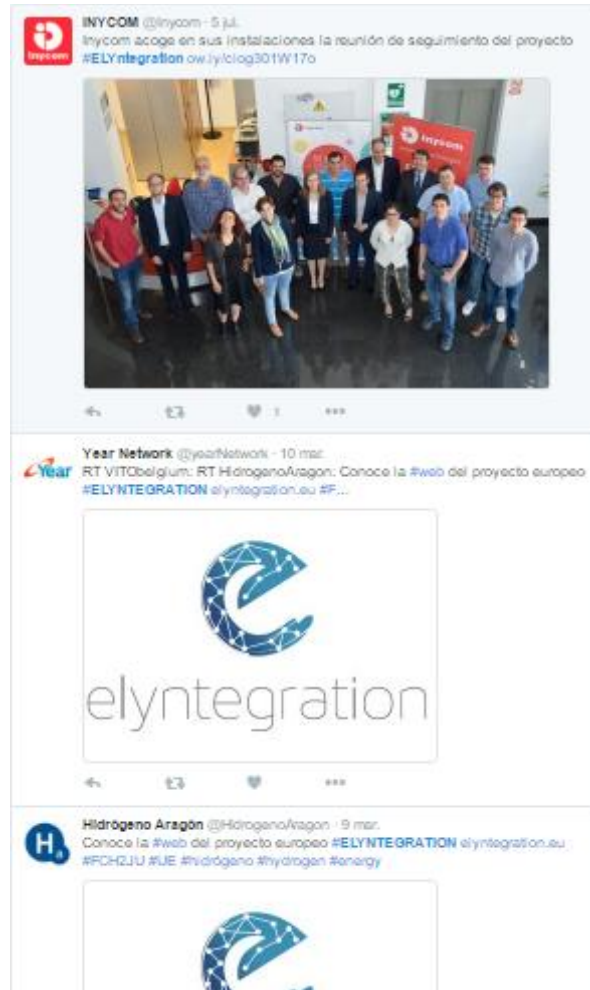 INYCOM @Inycom · 5 jul.
Inycom acoge en sus instalaciones la reunión de seguimiento del proyecto
#ELYntegration ow.ly/ciog301W17o
inycom
inycom
1
Year Network @yearNetwork · 10 mar.
Year
RT VITObelgium: RT HidrogenoAragon: Conoce la #web del proyecto europeo
#ELYNTEGRATION elyntegration.eu #F...
elyntegration
Hidrógeno Aragón @HidrogenoAragon · 9 mar.
Conoce la #web del proyecto europeo #ELYNTEGRATION elyntegration.eu
#FCH2JU #UE #hidrógeno #hydrogen #energy